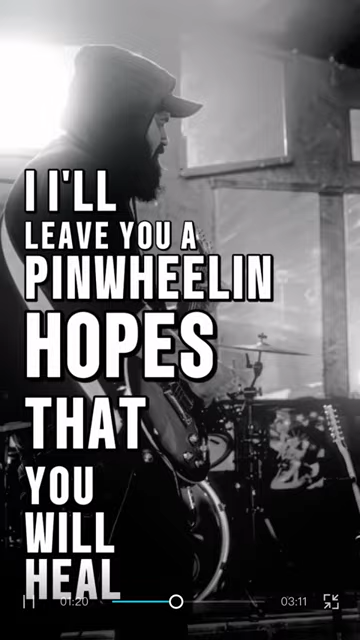 I I'LL
LEAVE YOU A
PINWHEELIN
HOPES
THAT
YOU
WILL
HEAL
01:20 03:11